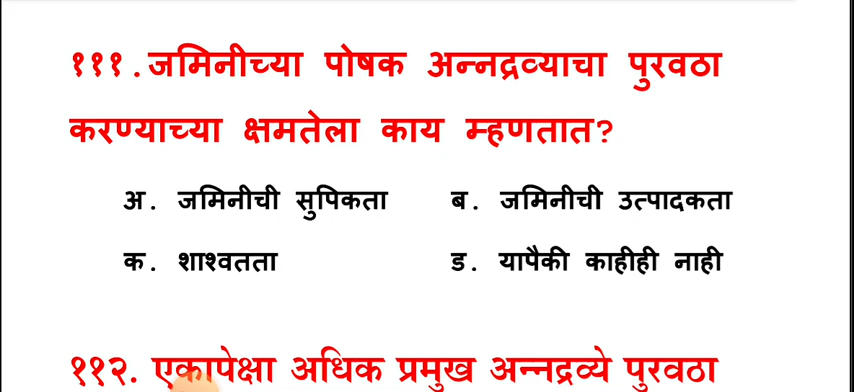 १११.जमिनीच्या पोषक अन्नद्रव्याचा पुरवठा
करण्याच्या क्षमतेला काय म्हणतात?
अ. जमिनीची सुपिकता ब. जमिनीची उत्पादकता
क. शाश्वतता ड. यापैकी काहीही नाही
११२. एकापेक्षा अधिक प्रमुख अन्नद्रव्ये पुरवठा